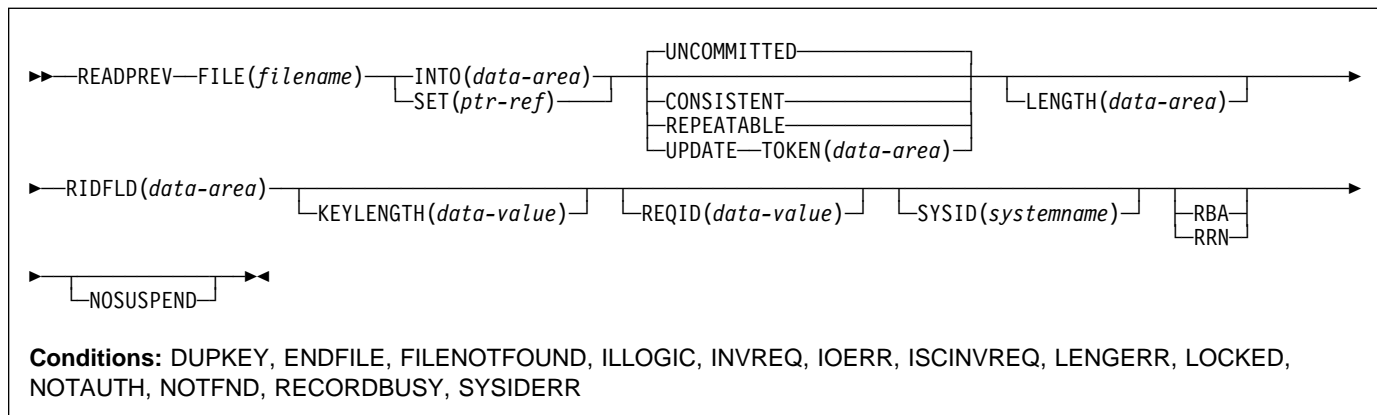 UNCOMMITTED
READPREV FILE(filename) INTO(data-area)
SET(ptr-ref) CONSISTENT LENGTH(data-area)
REPEATABLE
UPDATE TOKEN(data-area)
RIDFLD(data-area)
KEYLENGTH(data-value) REQID(data-value) SYSID(systemname) RBA
RRN
NOSUSPEND
Conditions: DUPKEY, ENDFILE, FILENOTFOUND, ILLOGIC, INVREQ, IOERR, ISCINVREQ, LENGERR, LOCKED,
NOTAUTH, NOTFND, RECORDBUSY, SYSIDERR